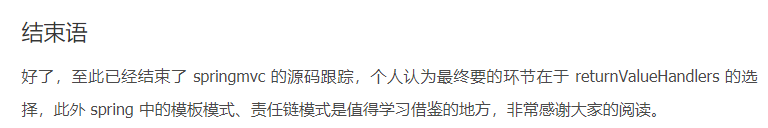 结束语
好了，至此已经结束了 springmvc 的源码跟踪，个人认为最终要的环节在于 returnValueHandlers 的选
择，此外 spring 中的模板模式、责任链模式是值得学习借鉴的地方，非常感谢大家的阅读。